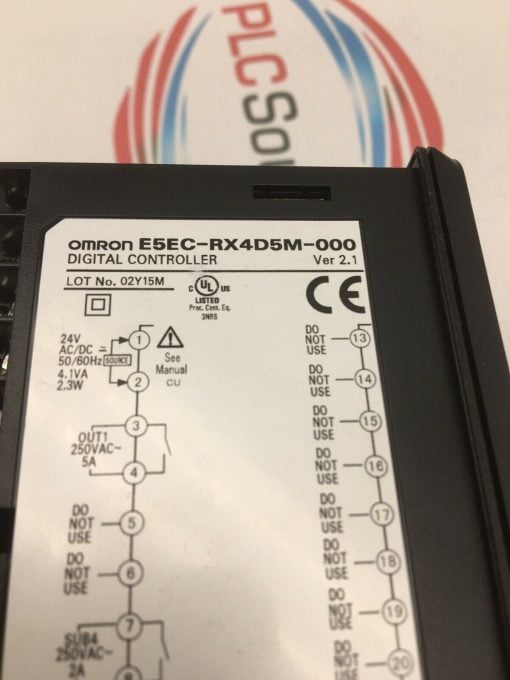 PLCSou
omron E5EC-RX4D5M-000
DIGITAL CONTROLLER Ver 2.1
LOT No. 02Y15M
C UL US
LISTED
Proc. Cont. Eq.
3NRS
CE
24V
AC/DC
50/60Hz
4.1VA
2.3W
SOURCE
1
2
See
Manual
CU
OUT1
250VAC~
5A
3
4
DO
NOT
USE
5
DO
NOT
USE
6
SUB4
250VAC~
2A
7
8
DO
NOT
USE
13
DO
NOT
USE
14
DO
NOT
USE
15
DO
NOT
USE
16
DO
NOT
USE
17
DO
NOT
USE
18
DO
NOT
USE
19
DO
NOT
USE
20